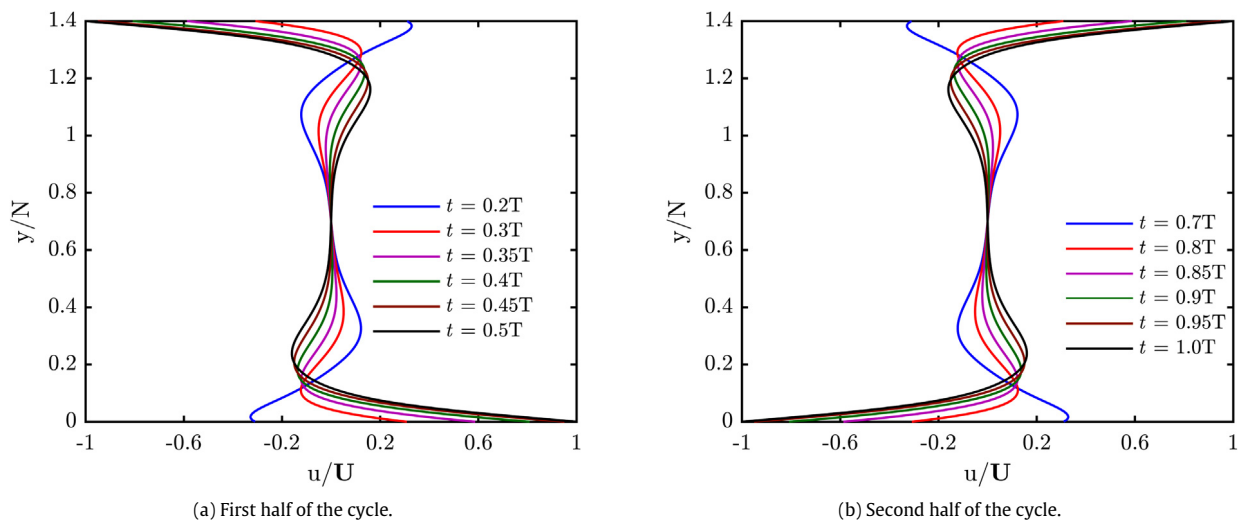 1.4
1.2
1
0.8
0.6
0.4
0.2
0
y/N
-1 -0.6 -0.2 0.2 0.6 1
u/U
t = 0.2T
t = 0.3T
t = 0.35T
t = 0.4T
t = 0.45T
t = 0.5T
(a) First half of the cycle.
1.4
1.2
1
0.8
0.6
0.4
0.2
0
y/N
-1 -0.6 -0.2 0.2 0.6 1
u/U
t = 0.7T
t = 0.8T
t = 0.85T
t = 0.9T
t = 0.95T
t = 1.0T
(b) Second half of the cycle.